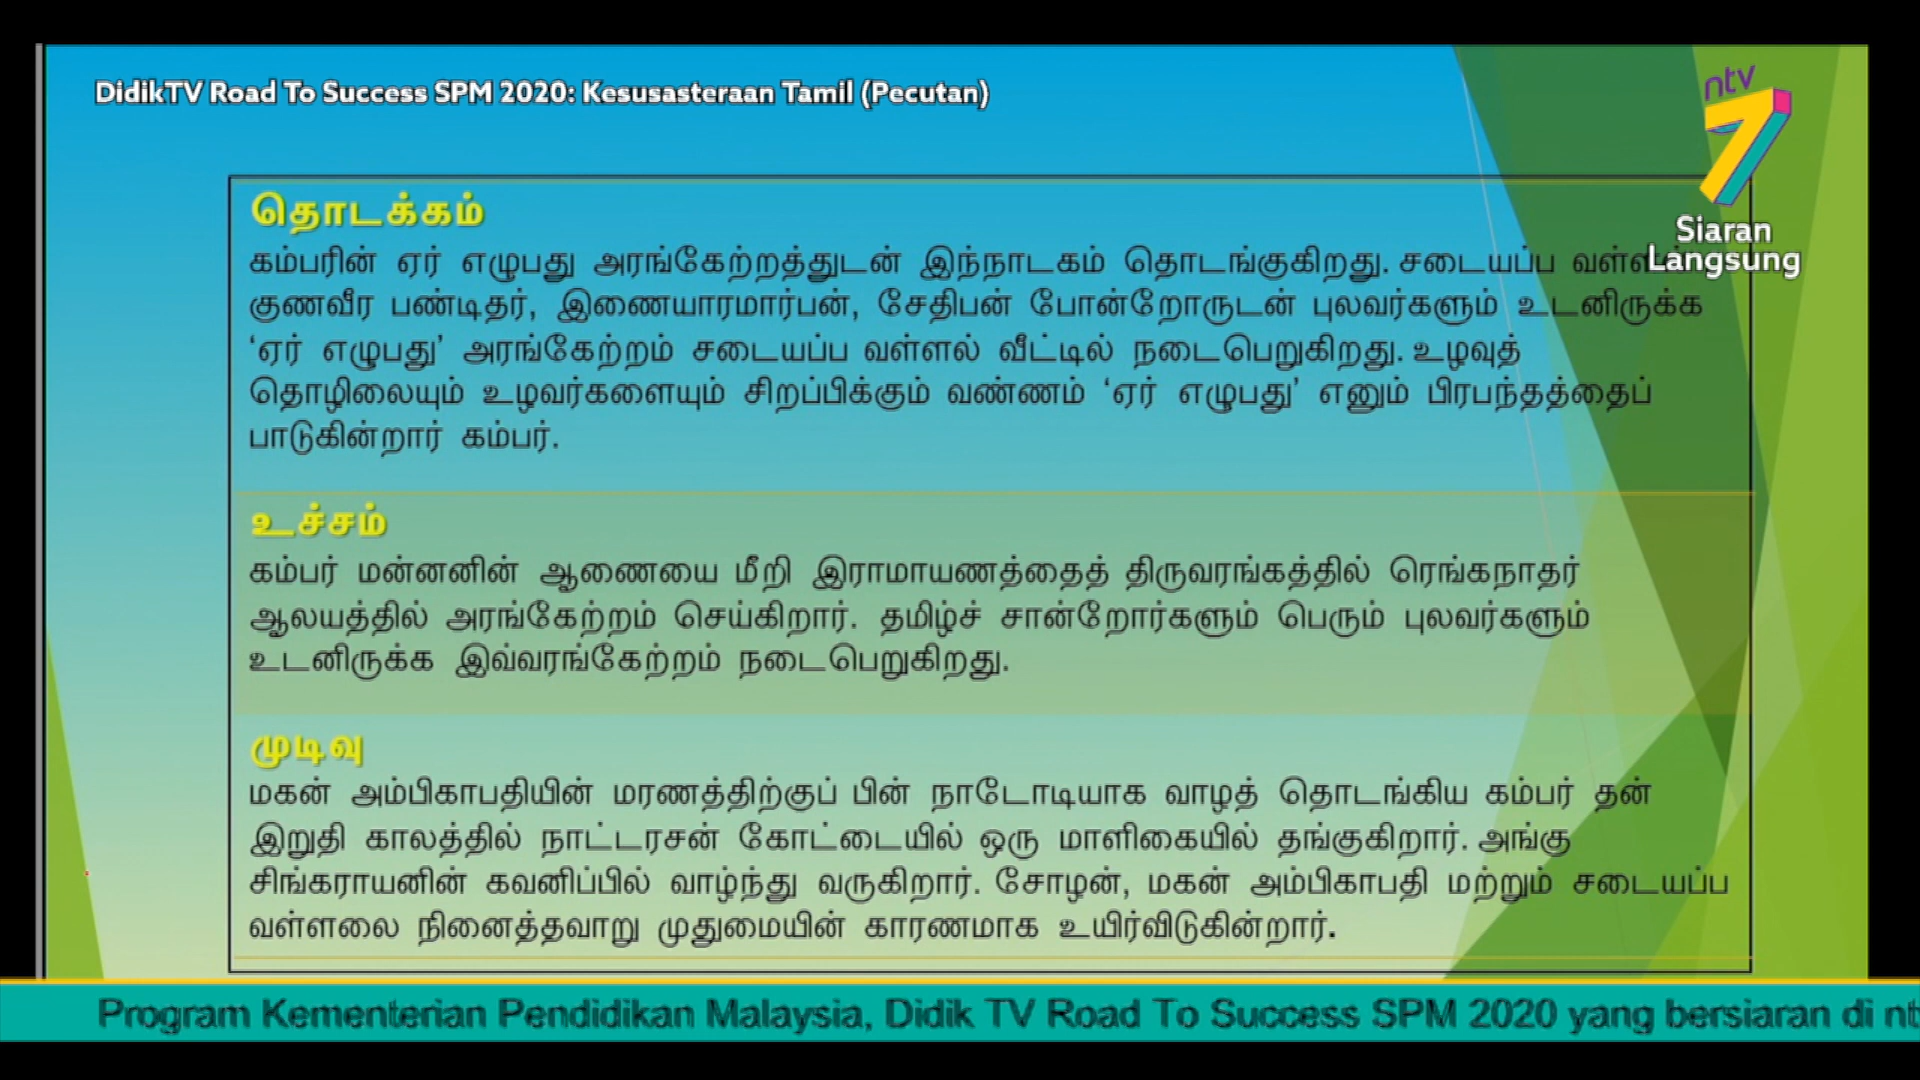 DidikTV Road To Success SPM 2020: Kesusasteraan Tamil (Pecutan)
ntv
7
Siaran
Langsung
தொடக்கம்
கம்பரின் ஏர் எழுபது அரங்கேற்றத்துடன் இந்நாடகம் தொடங்குகிறது. சடையப்ப
குணவீர பண்டிதர், இணையாரமார்பன், சேதிபன் போன்றோருடன் புலவர்களும் உடனிருக்க
‘ஏர் எழுபது’ அரங்கேற்றம் சடையப்ப வள்ளல் வீட்டில் நடைபெறுகிறது. உழவுத்
தொழிலையும் உழவர்களையும் சிறப்பிக்கும் வண்ணம் ‘ஏர் எழுபது’ எனும் பிரபந்தத்தைப்
பாடுகின்றார் கம்பர்.
உச்சம்
கம்பர் மன்னனின் ஆணையை மீறி இராமாயணத்தைத் திருவரங்கத்தில் ரெங்கநாதர்
ஆலயத்தில் அரங்கேற்றம் செய்கிறார். தமிழ்ச் சான்றோர்களும் பெரும் புலவர்களும்
உடனிருக்க இவ்வரங்கேற்றம் நடைபெறுகிறது.
முடிவு
மகன் அம்பிகாபதியின் மரணத்திற்குப் பின் நாடோடியாக வாழத் தொடங்கிய கம்பர் தன்
இறுதி காலத்தில் நாட்டரசன் கோட்டையில் ஒரு மாளிகையில் தங்குகிறார். அங்கு
சிங்கராயனின் கவனிப்பில் வாழ்ந்து வருகிறார். சோழன், மகன் அம்பிகாபதி மற்றும் சடையப்ப
வள்ளலை நினைத்தவாறு முதுமையின் காரணமாக உயிர்விடுகின்றார்.
Program Kementerian Pendidikan Malaysia, Didik TV Road To Success SPM 2020 yang bersiaran di